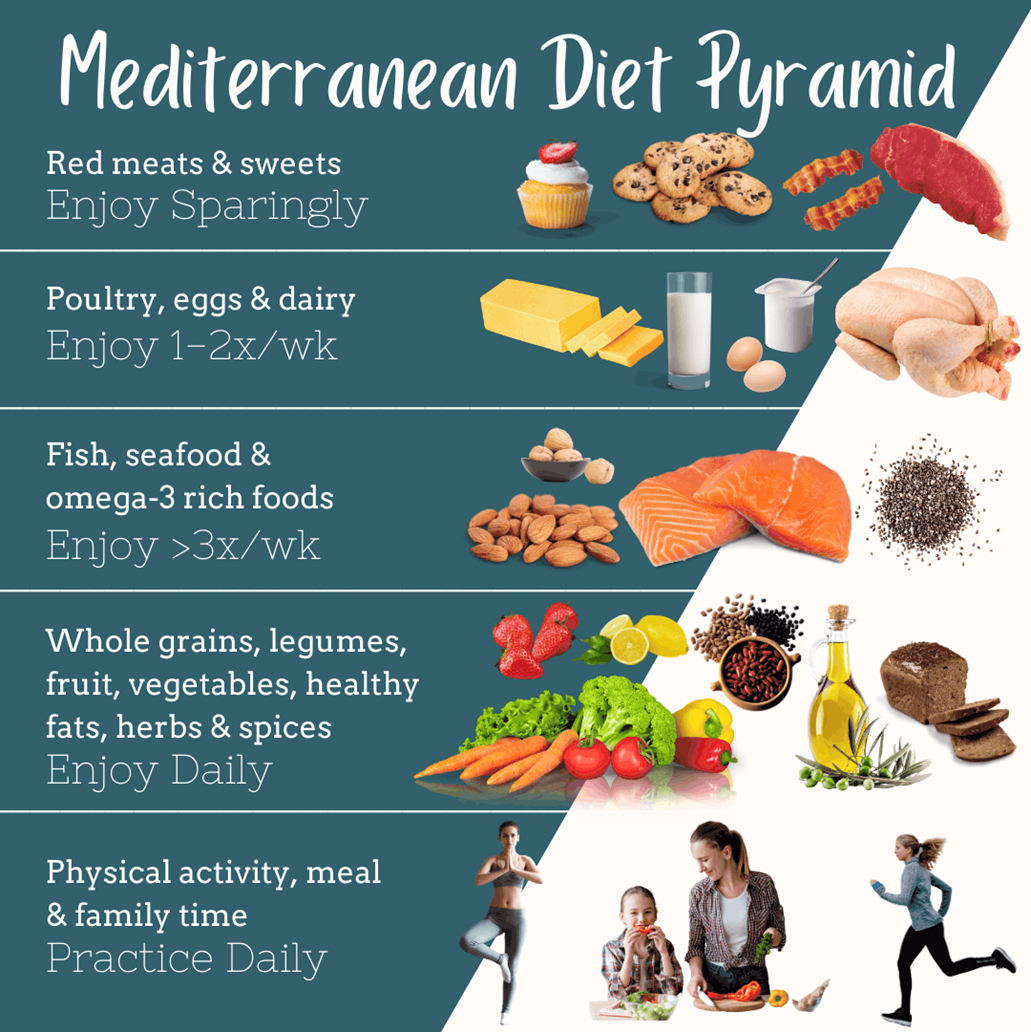 Mediterranean Diet Pyramid
Red meats & sweets
Enjoy Sparingly
Poultry, eggs & dairy
Enjoy 1-2x/wk
Fish, seafood &
omega-3 rich foods
Enjoy >3x/wk
Whole grains, legumes,
fruit, vegetables, healthy
fats, herbs & spices
Enjoy Daily
Physical activity, meal
& family time
Practice Daily